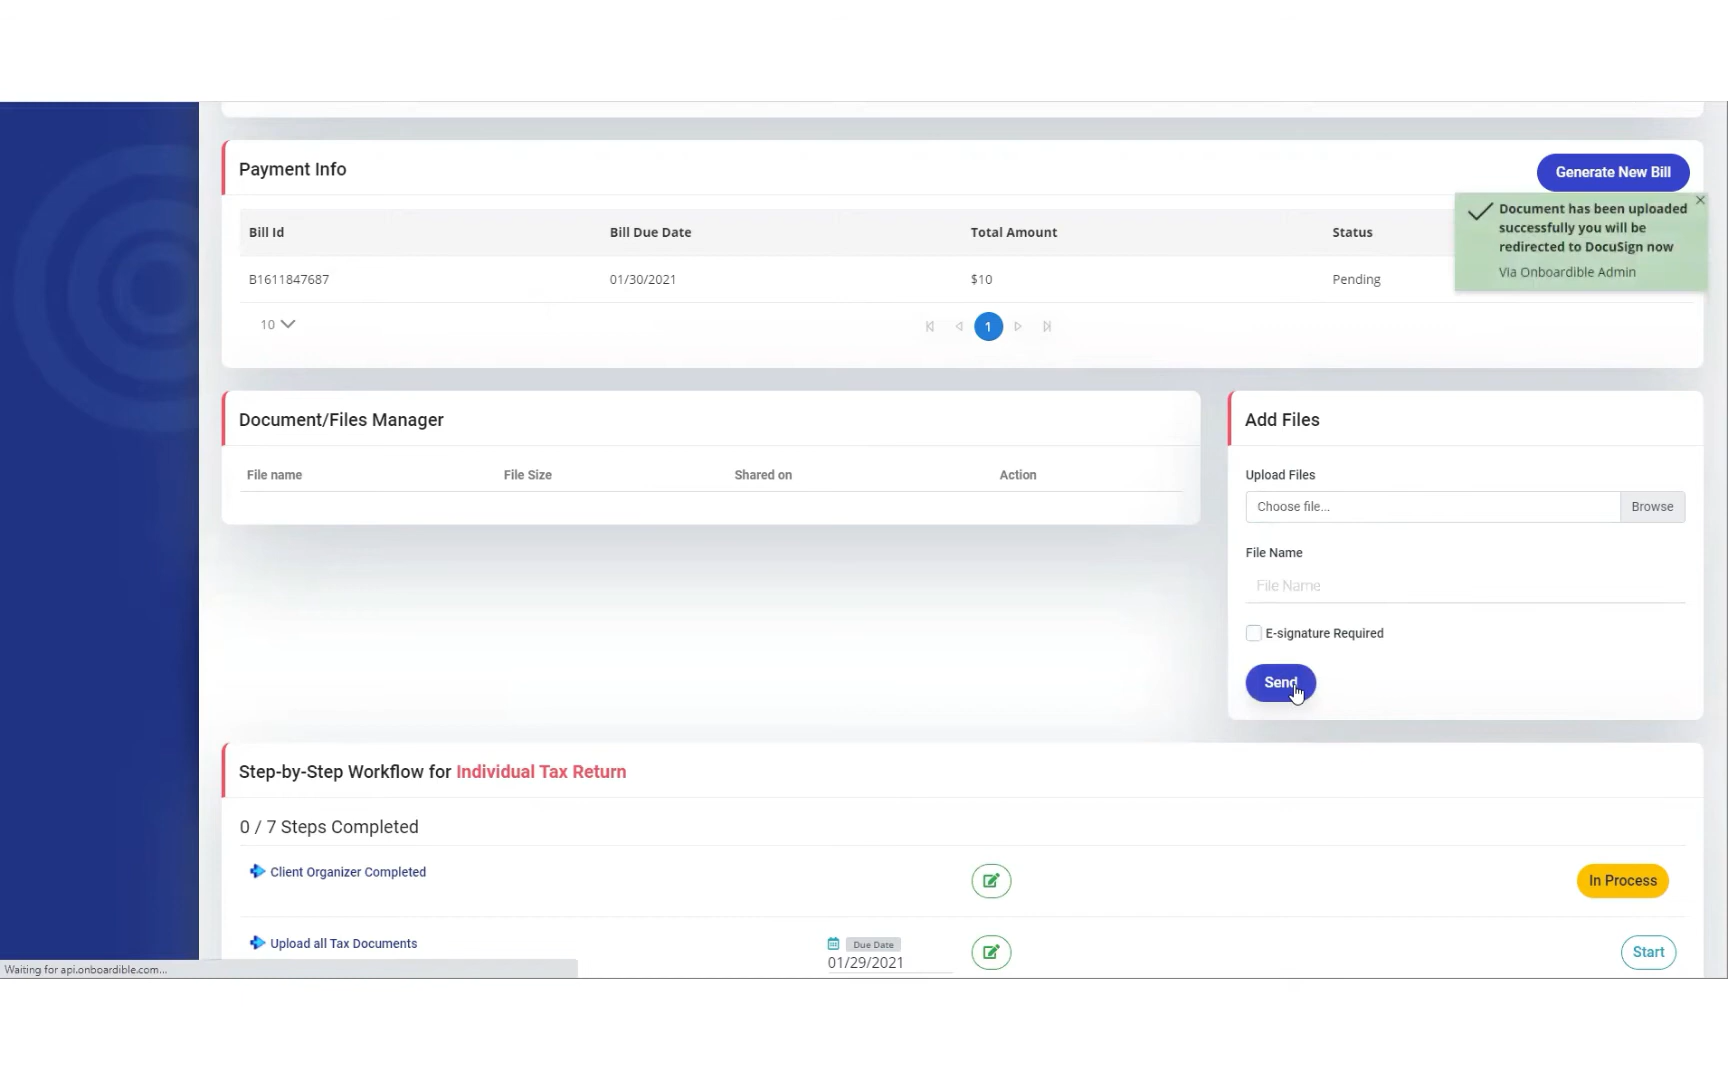 Payment Info
Generate New Bill
Document has been uploaded
successfully you will be
redirected to DocuSign now
Via Onboardible Admin
Bill Id Bill Due Date Total Amount Status
B1611847687 01/30/2021 $10 Pending
10 1
Document/Files Manager
File name File Size Shared on Action
Add Files
Upload Files
Choose file... Browse
File Name
File Name
E-signature Required
Send
Step-by-Step Workflow for Individual Tax Return
0 / 7 Steps Completed
Client Organizer Completed In Process
Upload all Tax Documents Due Date
01/29/2021 Start
Waiting for api.onboardible.com...